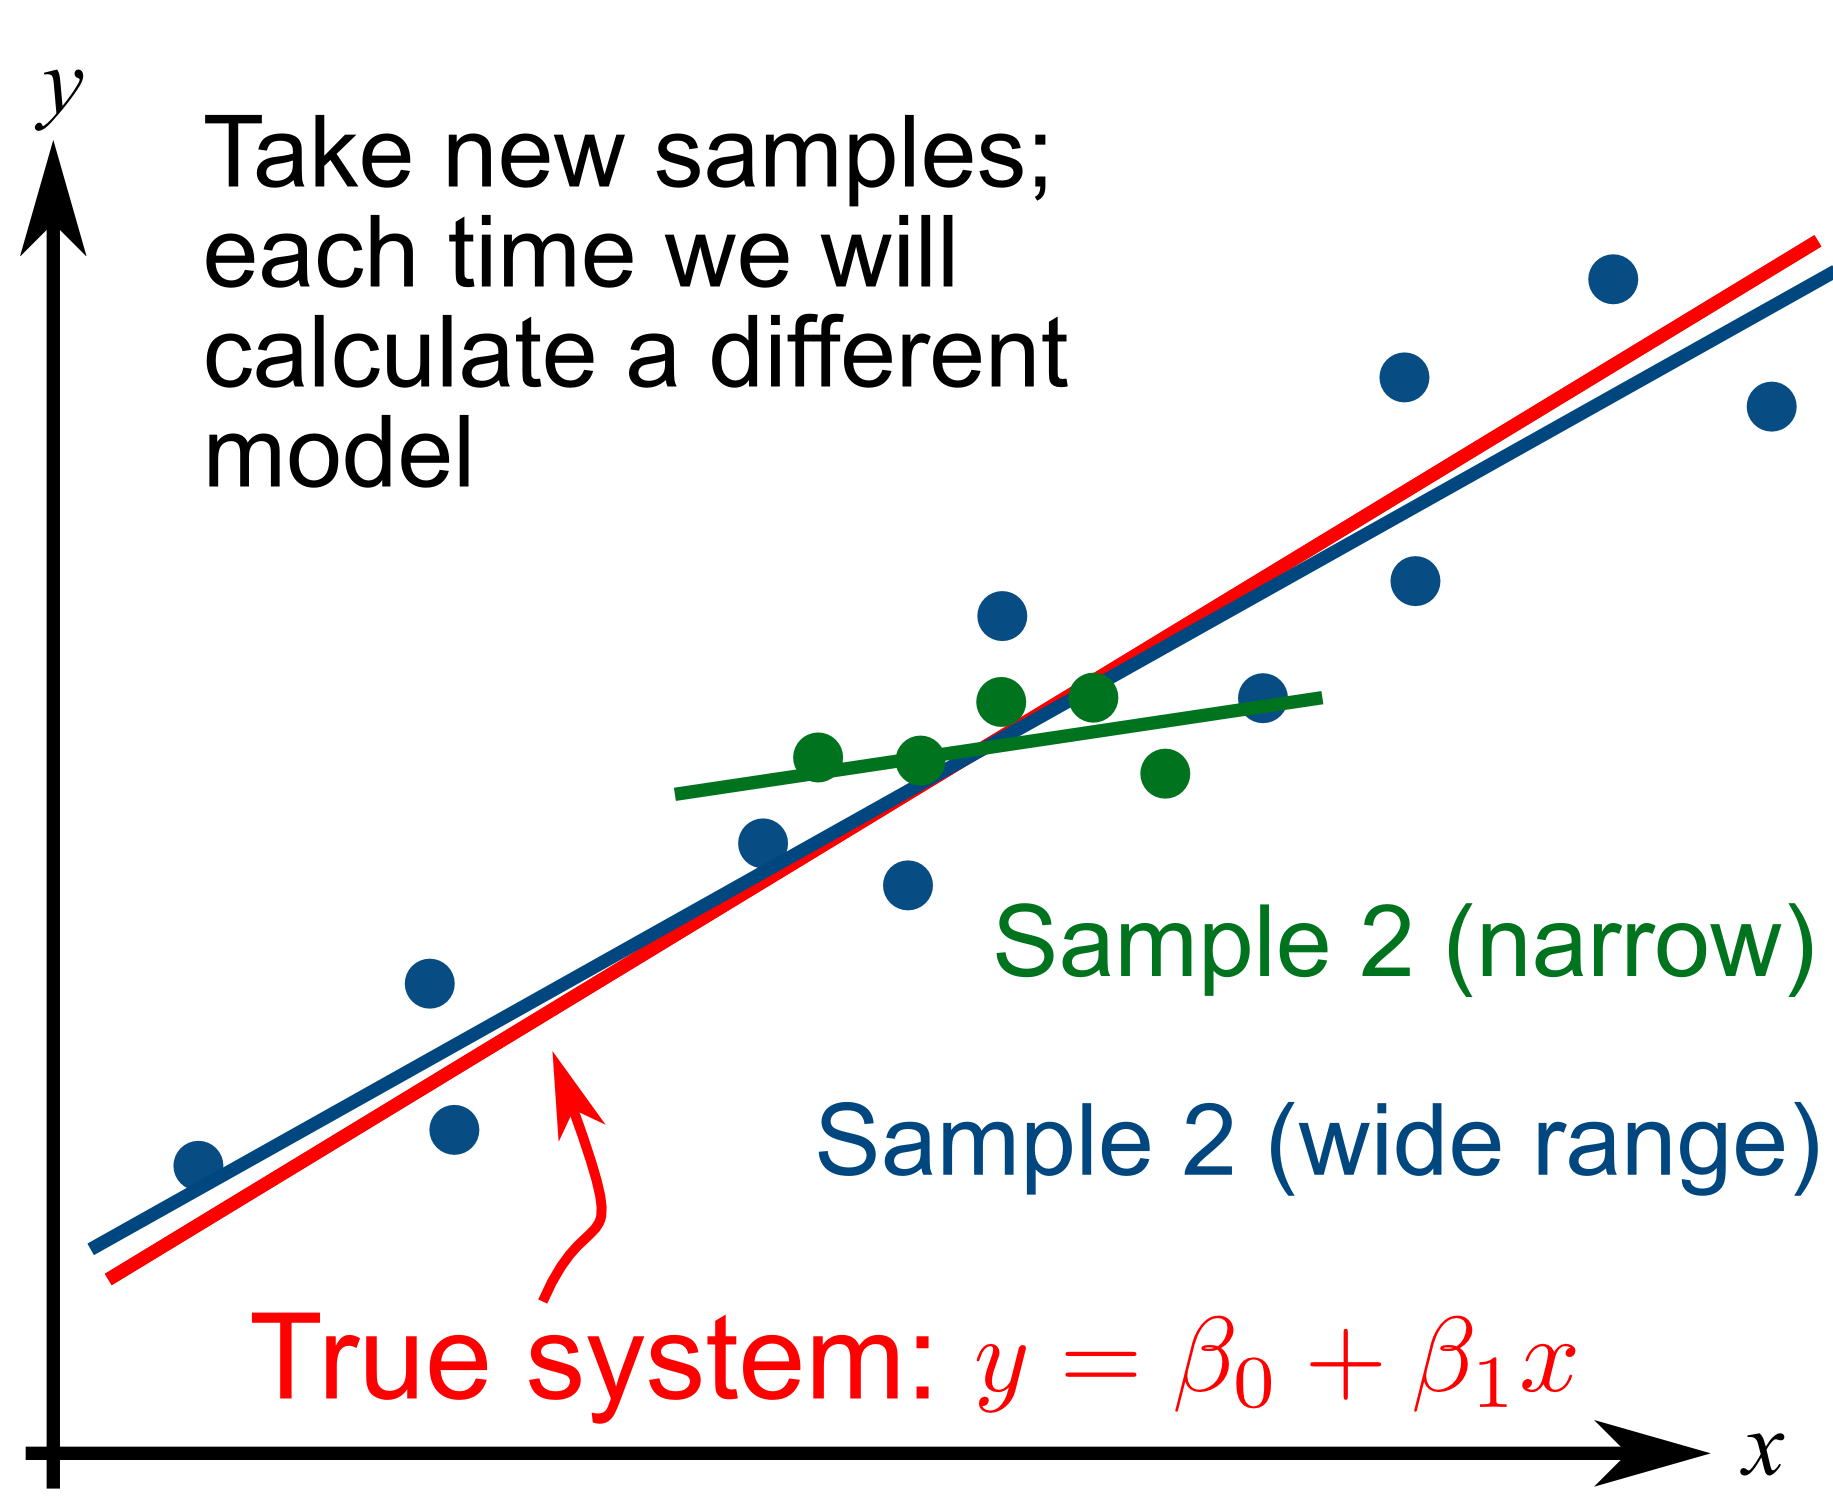 y
Take new samples;
each time we will
calculate a different
model
Sample 2 (narrow)
Sample 2 (wide range)
True system: y = β₀ + β₁x
x